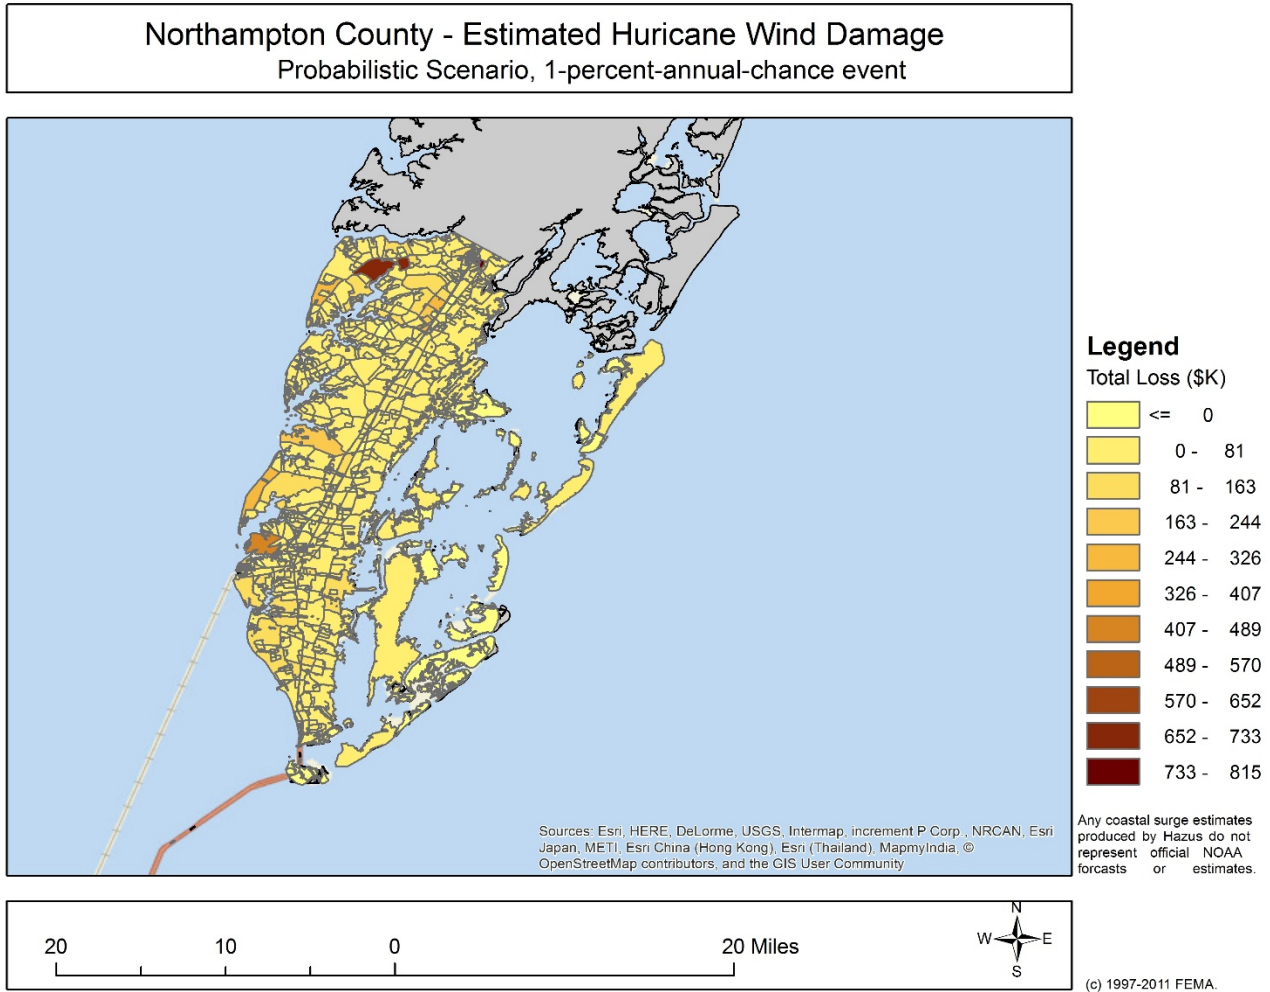 Northampton County - Estimated Huricane Wind Damage
Probabilistic Scenario, 1-percent-annual-chance event
Legend
Total Loss ($K)
<= 0
0 - 81
81 - 163
163 - 244
244 - 326
326 - 407
407 - 489
489 - 570
570 - 652
652 - 733
733 - 815
Any coastal surge estimates
produced by Hazus do not
represent official NOAA
forcasts or estimates.
Sources: Esri, HERE, DeLorme, USGS, Intermap, increment P Corp., NRCAN, Esri
Japan, METI, Esri China (Hong Kong), Esri (Thailand), MapmyIndia, ©
OpenStreetMap contributors, and the GIS User Community
20 10 0 20 Miles
N
W E
S
(c) 1997-2011 FEMA.